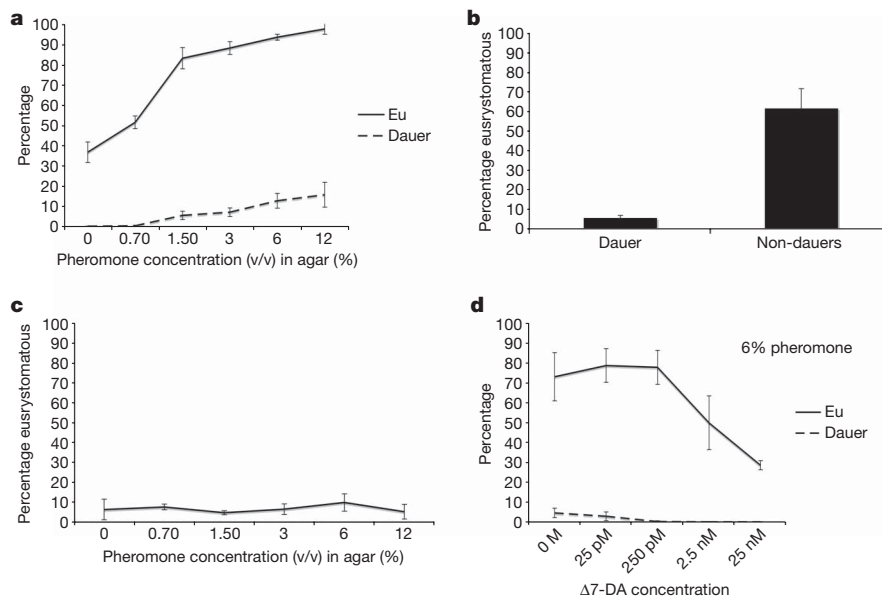 a
Percentage
100
90
80
70
60
50
40
30
20
10
0
0 0.70 1.50 3 6 12
Pheromone concentration (v/v) in agar (%)
Eu
Dauer
b
Percentage eusrystomatous
100
90
80
70
60
50
40
30
20
10
0
Dauer Non-dauers
c
Percentage eusrystomatous
100
90
80
70
60
50
40
30
20
10
0
0 0.70 1.50 3 6 12
Pheromone concentration (v/v) in agar (%)
d
Percentage
100
90
80
70
60
50
40
30
20
10
0
6% pheromone
Eu
Dauer
0 M 25 pM 250 pM 2.5 nM 25 nM
Δ7-DA concentration